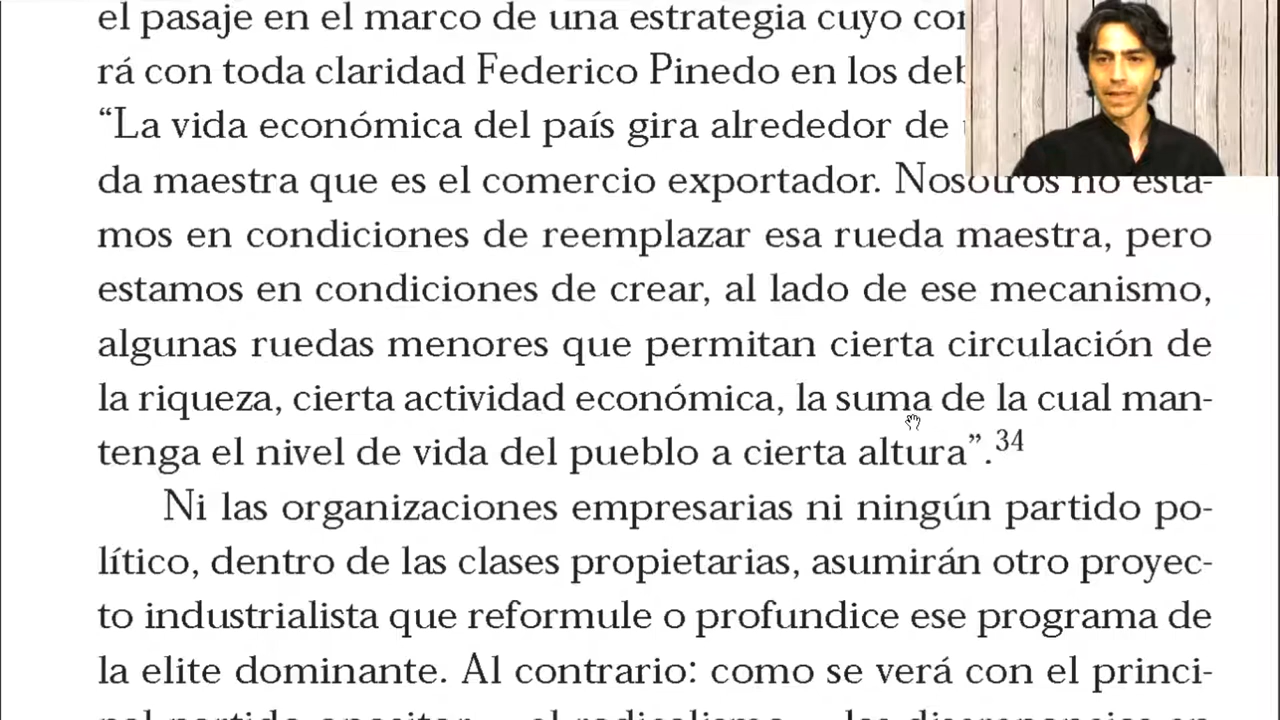 el pasaje en el marco de una estrategia cuyo
rá con toda claridad Federico Pinedo en los
“La vida económica del país gira alrededor de
da maestra que es el comercio exportador. Nosotros no esta-
mos en condiciones de reemplazar esa rueda maestra, pero
estamos en condiciones de crear, al lado de ese mecanismo,
algunas ruedas menores que permitan cierta circulación de
la riqueza, cierta actividad económica, la suma de la cual man-
tenga el nivel de vida del pueblo a cierta altura”.34
Ni las organizaciones empresarias ni ningún partido po-
lítico, dentro de las clases propietarias, asumirán otro proyec-
to industrialista que reformule o profundice ese programa de
la elite dominante. Al contrario: como se verá con el princi-